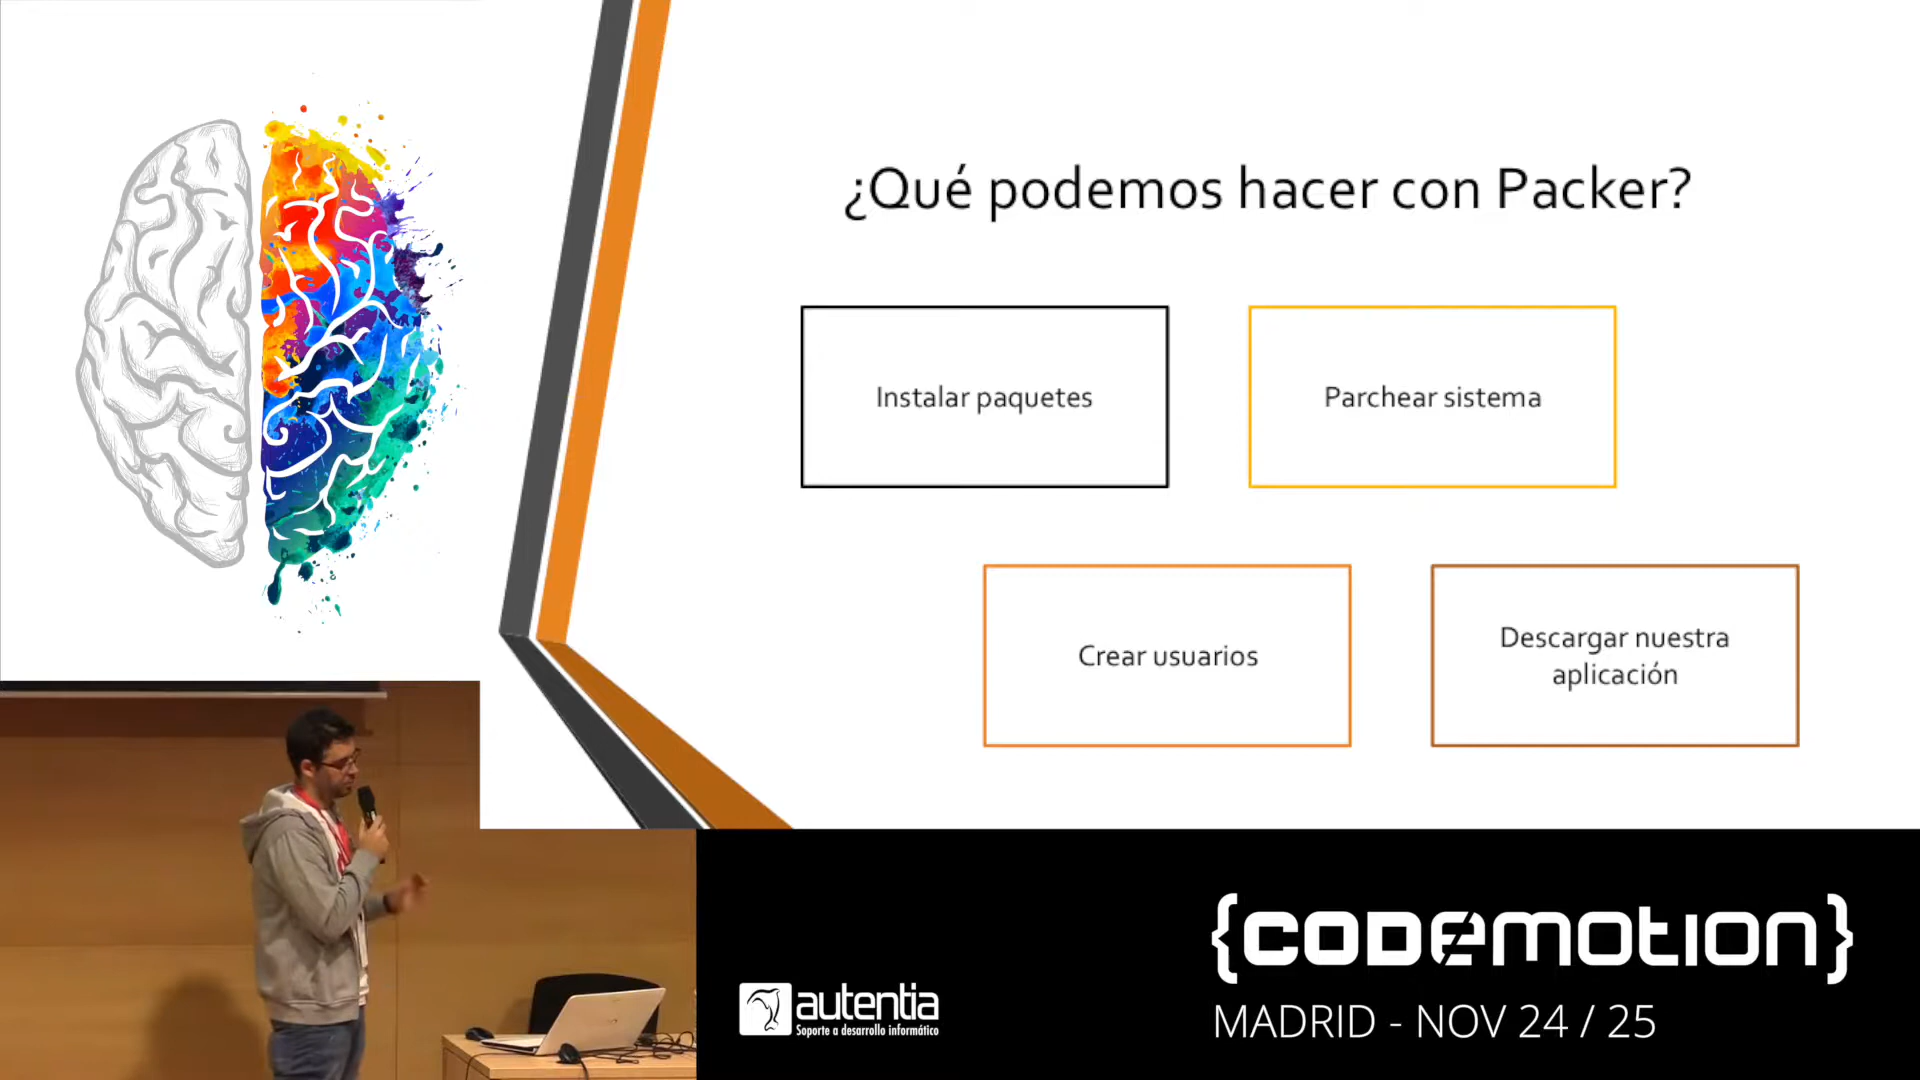 ¿Qué podemos hacer con Packer?
Instalar paquetes
Parchear sistema
Crear usuarios
Descargar nuestra
aplicación
autentia
Soporte a desarrollo informático
{CODEMOTION}
MADRID - NOV 24 / 25